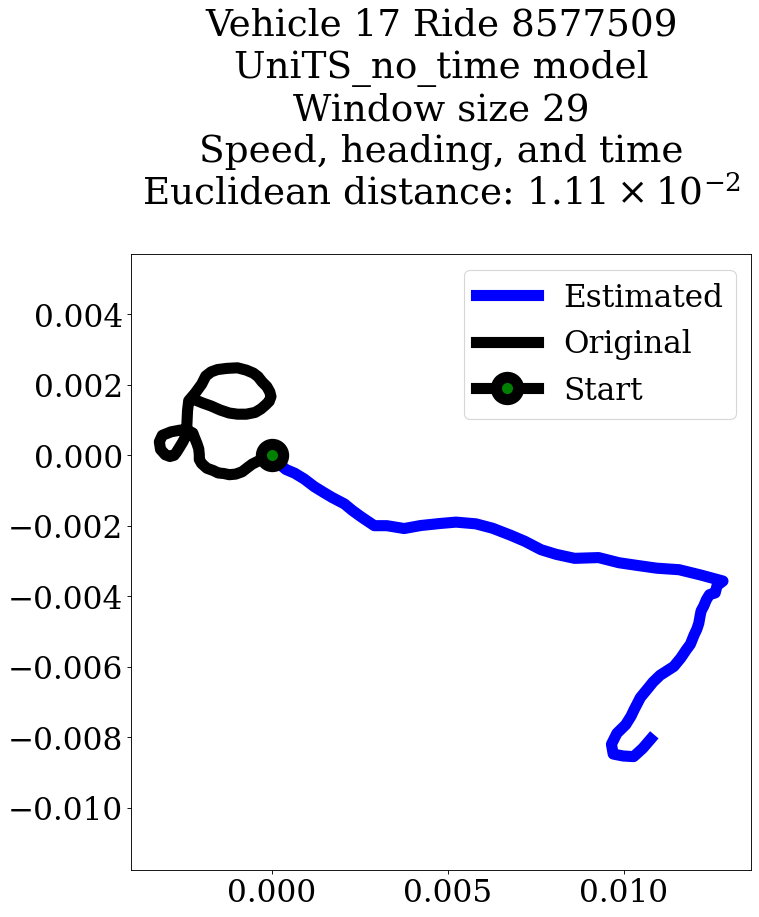 Vehicle 17 Ride 8577509
UniTS_no_time model
Window size 29
Speed, heading, and time
Euclidean distance: 1.11 × 10⁻²
Estimated
Original
Start
0.004
0.002
0.000
−0.002
−0.004
−0.006
−0.008
−0.010
0.000 0.005 0.010